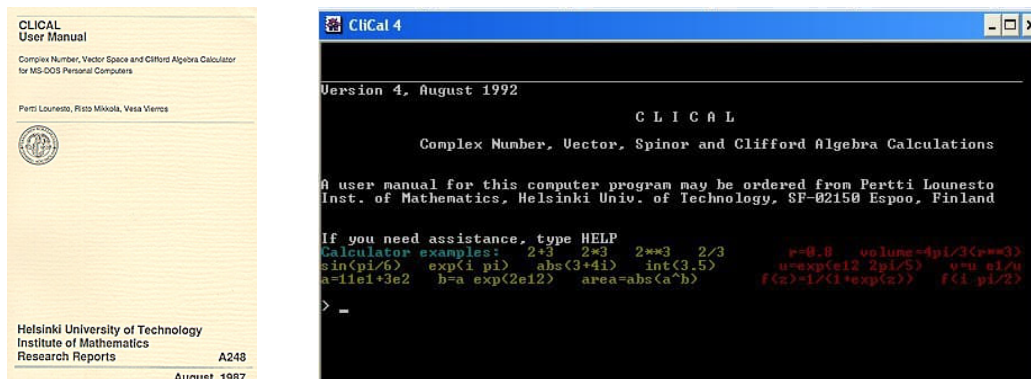 CLICAL
User Manual
Complex Number, Vector Space and Clifford Algebra Calculator
for MS-DOS Personal Computers
Pertti Lounesto, Risto Mikkola, Vesa Vierros
Helsinki University of Technology
Institute of Mathematics
Research Reports A248
August 1987
CliCal 4
Version 4, August 1992
C L I C A L
Complex Number, Vector, Spinor and Clifford Algebra Calculations
A user manual for this computer program may be ordered from Pertti Lounesto
Inst. of Mathematics, Helsinki Univ. of Technology, SF-02150 Espoo, Finland
If you need assistance, type HELP
Calculator examples: 2+3 2*3 2**3 2/3 r=0.8 volume=4pi/3(r**3)
sin(pi/6) exp(i pi) abs(3+4i) int(3.5) u=exp(e12 2pi/5) v=u e1/u
a=11e1+3e2 b=a exp(2e12) area=abs(a^b) f(z)=1/(1+exp(z)) f(i pi/2)
> _